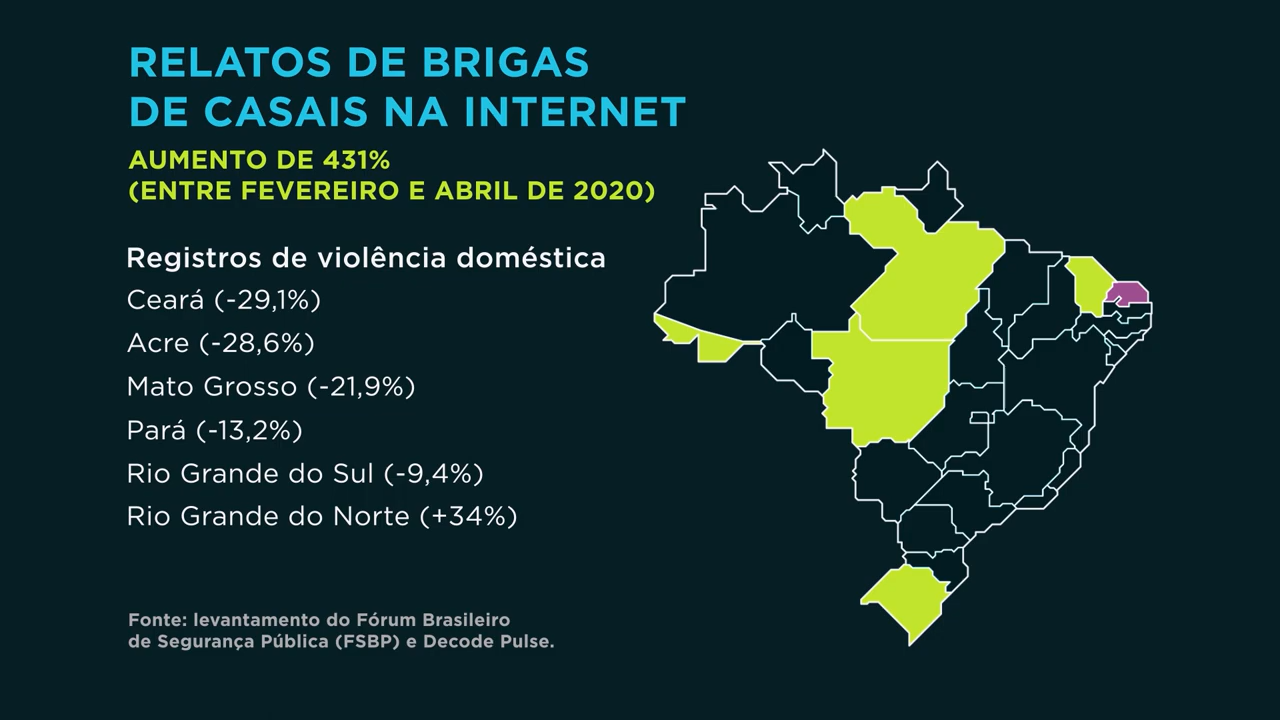 RELATOS DE BRIGAS
DE CASAIS NA INTERNET
AUMENTO DE 431%
(ENTRE FEVEREIRO E ABRIL DE 2020)
Registros de violência doméstica
Ceará (-29,1%)
Acre (-28,6%)
Mato Grosso (-21,9%)
Pará (-13,2%)
Rio Grande do Sul (-9,4%)
Rio Grande do Norte (+34%)
Fonte: levantamento do Fórum Brasileiro
de Segurança Pública (FSBP) e Decode Pulse.